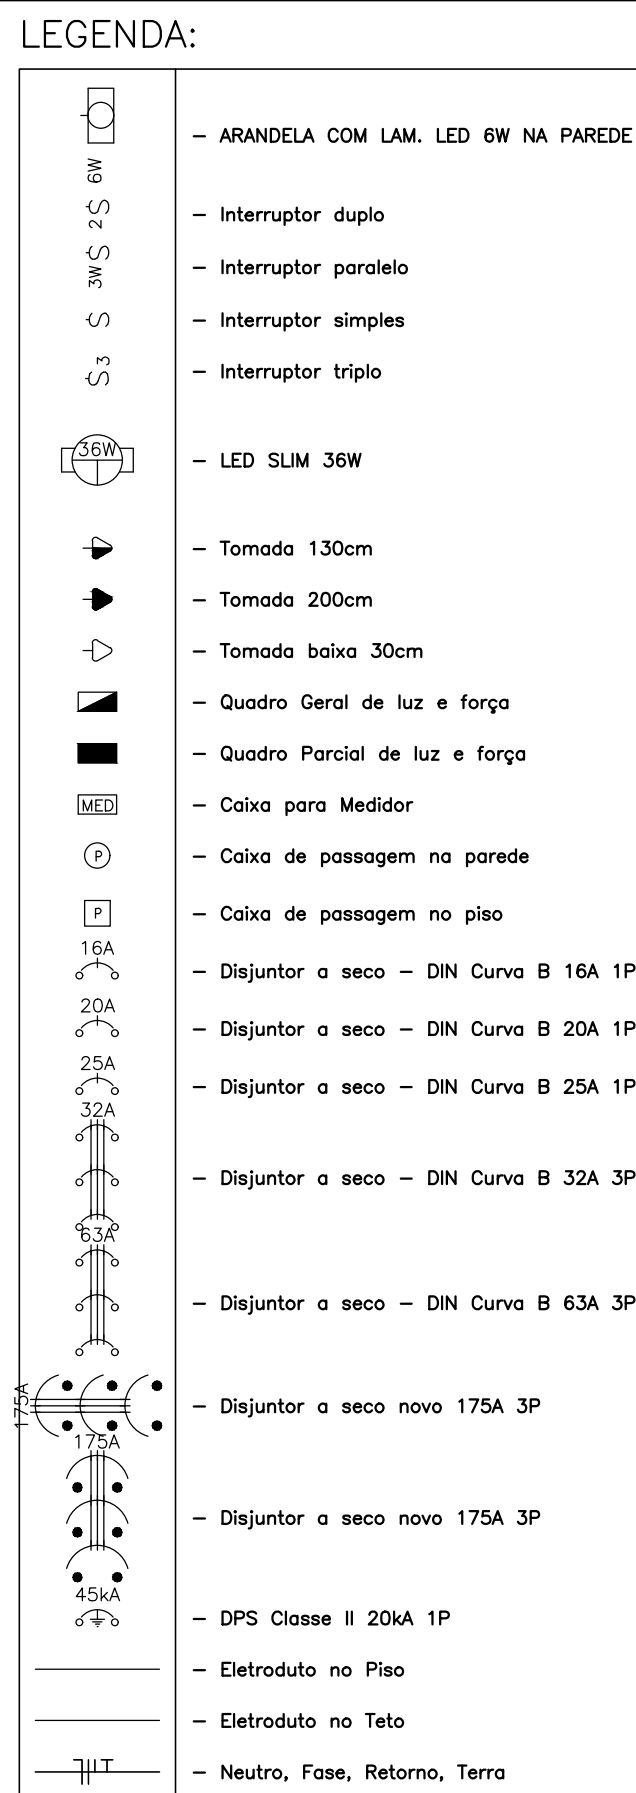 LEGENDA:
6W
– ARANDELA COM LAM. LED 6W NA PAREDE
2
– Interruptor duplo
3W
– Interruptor paralelo
– Interruptor simples
3
– Interruptor triplo
36W
– LED SLIM 36W
– Tomada 130cm
– Tomada 200cm
– Tomada baixa 30cm
– Quadro Geral de luz e força
– Quadro Parcial de luz e força
MED
– Caixa para Medidor
P
– Caixa de passagem na parede
P
– Caixa de passagem no piso
16A
– Disjuntor a seco – DIN Curva B 16A 1P
20A
– Disjuntor a seco – DIN Curva B 20A 1P
25A
– Disjuntor a seco – DIN Curva B 25A 1P
32A
– Disjuntor a seco – DIN Curva B 32A 3P
63A
– Disjuntor a seco – DIN Curva B 63A 3P
175A
– Disjuntor a seco novo 175A 3P
175A
– Disjuntor a seco novo 175A 3P
45kA
– DPS Classe II 20kA 1P
– Eletroduto no Piso
– Eletroduto no Teto
– Neutro, Fase, Retorno, Terra